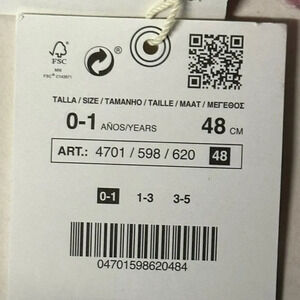 FSC
MIX
FSC® C143671
TALLA / SIZE / TAMANHO / TAILLE / MAAT / ΜΕΓΕΘΟΣ
0-1 AÑOS/YEARS 48 CM
ART.: 4701 / 598 / 620 48
0-1 1-3 3-5
04701598620484